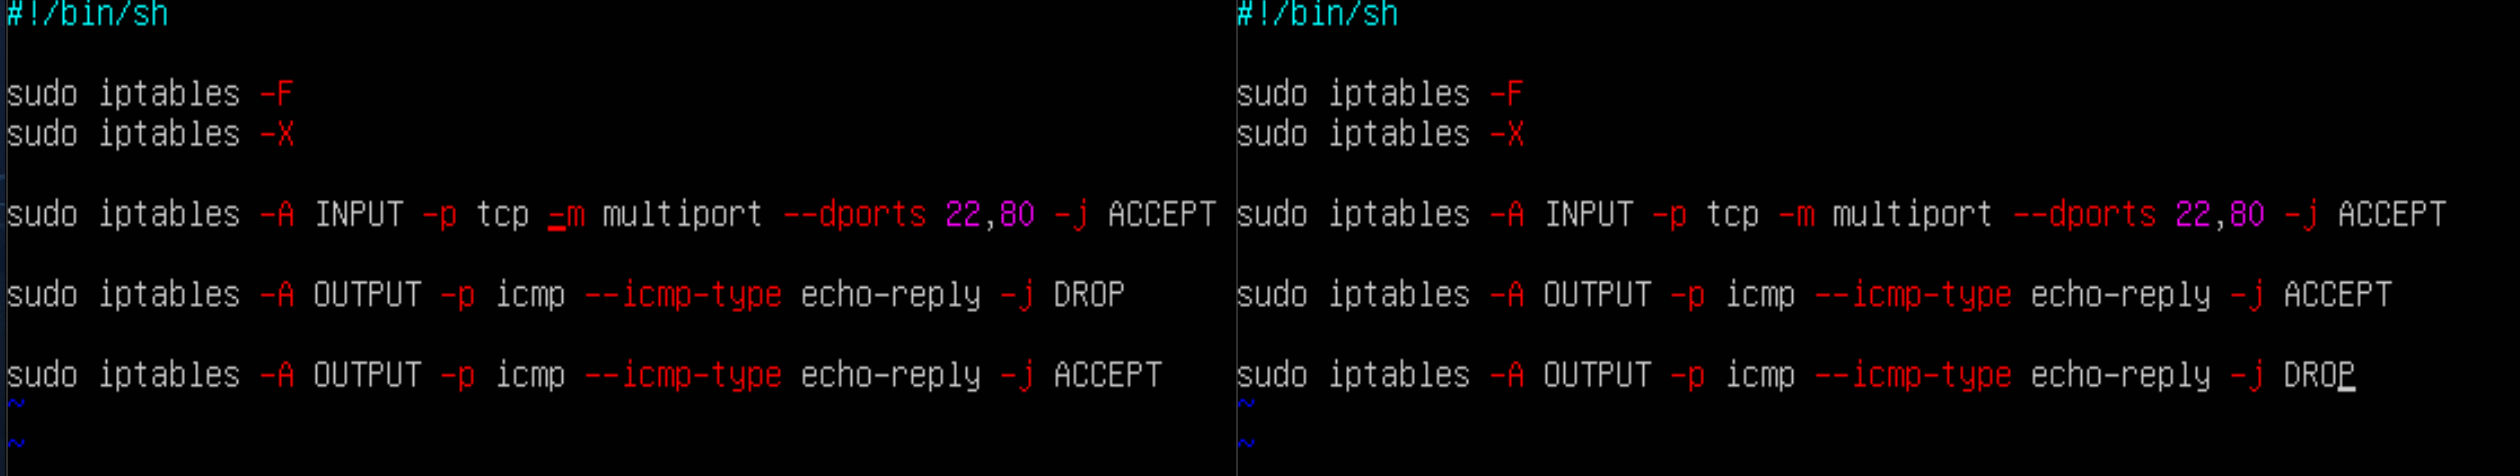 #!/bin/sh
sudo iptables -F
sudo iptables -X
sudo iptables -A INPUT -p tcp -m multiport --dports 22,80 -j ACCEPT
sudo iptables -A OUTPUT -p icmp --icmp-type echo-reply -j DROP
sudo iptables -A OUTPUT -p icmp --icmp-type echo-reply -j ACCEPT
~
~
#!/bin/sh
sudo iptables -F
sudo iptables -X
sudo iptables -A INPUT -p tcp -m multiport --dports 22,80 -j ACCEPT
sudo iptables -A OUTPUT -p icmp --icmp-type echo-reply -j ACCEPT
sudo iptables -A OUTPUT -p icmp --icmp-type echo-reply -j DROP
~
~